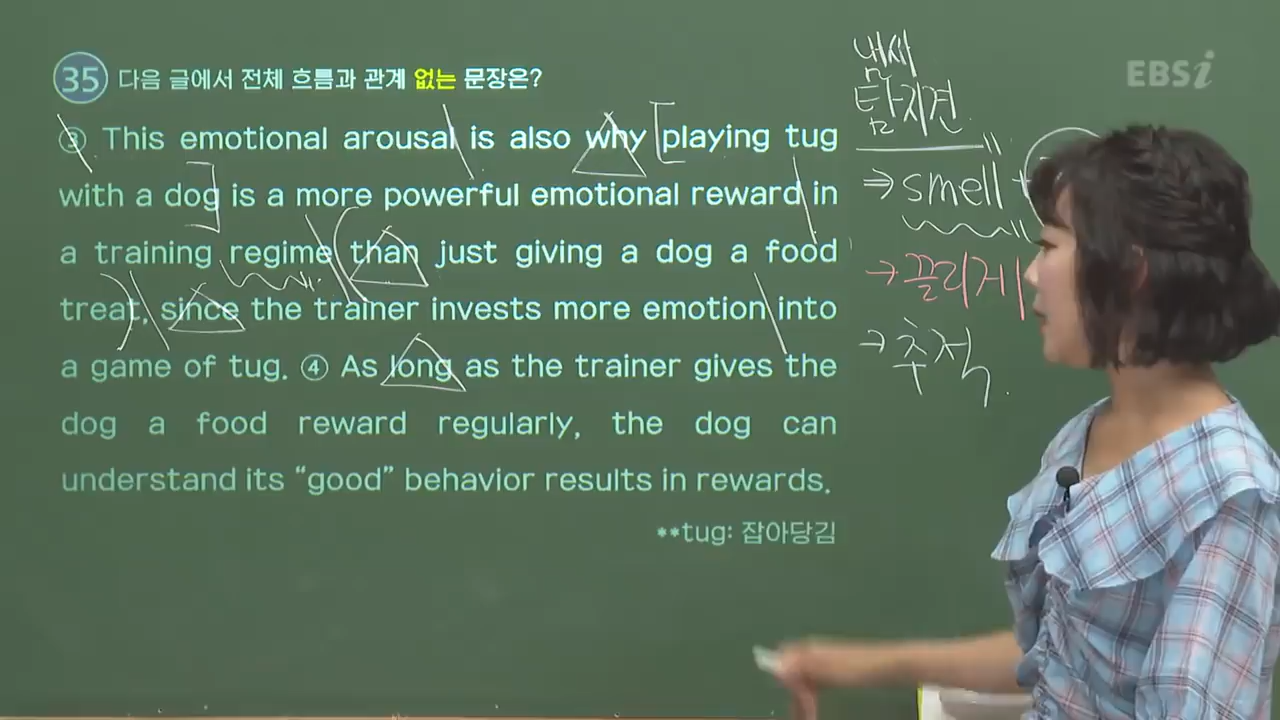 35 다음 글에서 전체 흐름과 관계 없는 문장은?
③ This emotional arousal is also why playing tug
with a dog is a more powerful emotional reward in
a training regime than just giving a dog a food
treat, since the trainer invests more emotion into
a game of tug. ④ As long as the trainer gives the
dog a food reward regularly, the dog can
understand its “good” behavior results in rewards.
**tug: 잡아당김
냄새
탐지견
⇒ smell +
→ 끌리게
→ 추적
EBSi